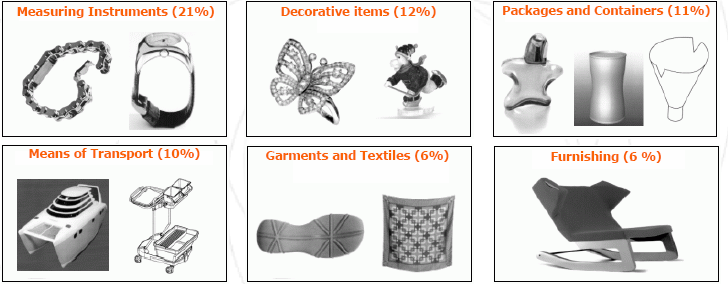 Measuring Instruments (21%)
Decorative items (12%)
Packages and Containers (11%)
Means of Transport (10%)
Garments and Textiles (6%)
Furnishing (6 %)